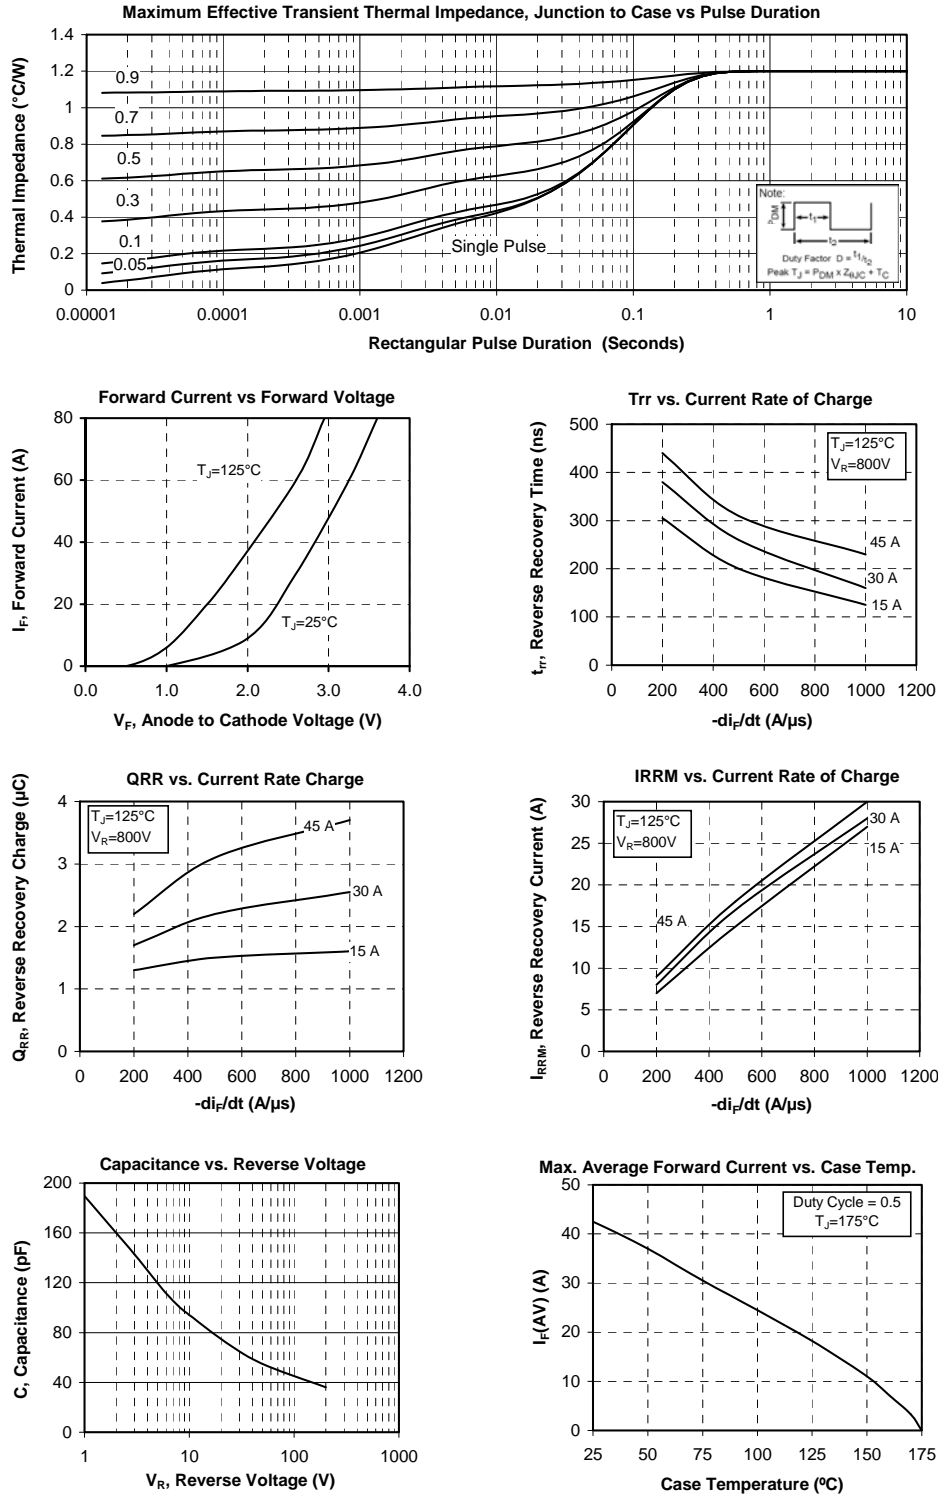 Maximum Effective Transient Thermal Impedance, Junction to Case vs Pulse Duration
Thermal Impedance (°C/W)
1.4
1.2
1
0.8
0.6
0.4
0.2
0
0.9
0.7
0.5
0.3
0.1
0.05
Single Pulse
Note:
PDM
t1
t2
Duty Factor D = t1/t2
Peak TJ = PDM x ZθJC + TC
0.00001 0.0001 0.001 0.01 0.1 1 10
Rectangular Pulse Duration (Seconds)
Forward Current vs Forward Voltage
IF, Forward Current (A)
80
60
40
20
0
TJ=125°C
TJ=25°C
0.0 1.0 2.0 3.0 4.0
VF, Anode to Cathode Voltage (V)
Trr vs. Current Rate of Charge
trr, Reverse Recovery Time (ns)
500
400
300
200
100
0
TJ=125°C
VR=800V
45 A
30 A
15 A
0 200 400 600 800 1000 1200
-diF/dt (A/µs)
QRR vs. Current Rate Charge
QRR, Reverse Recovery Charge (µC)
4
3
2
1
0
TJ=125°C
VR=800V
45 A
30 A
15 A
0 200 400 600 800 1000 1200
-diF/dt (A/µs)
IRRM vs. Current Rate of Charge
IRRM, Reverse Recovery Current (A)
30
25
20
15
10
5
0
TJ=125°C
VR=800V
30 A
15 A
45 A
0 200 400 600 800 1000 1200
-diF/dt (A/µs)
Capacitance vs. Reverse Voltage
C, Capacitance (pF)
200
160
120
80
40
0
1 10 100 1000
VR, Reverse Voltage (V)
Max. Average Forward Current vs. Case Temp.
IF(AV) (A)
50
40
30
20
10
0
Duty Cycle = 0.5
TJ=175°C
25 50 75 100 125 150 175
Case Temperature (ºC)